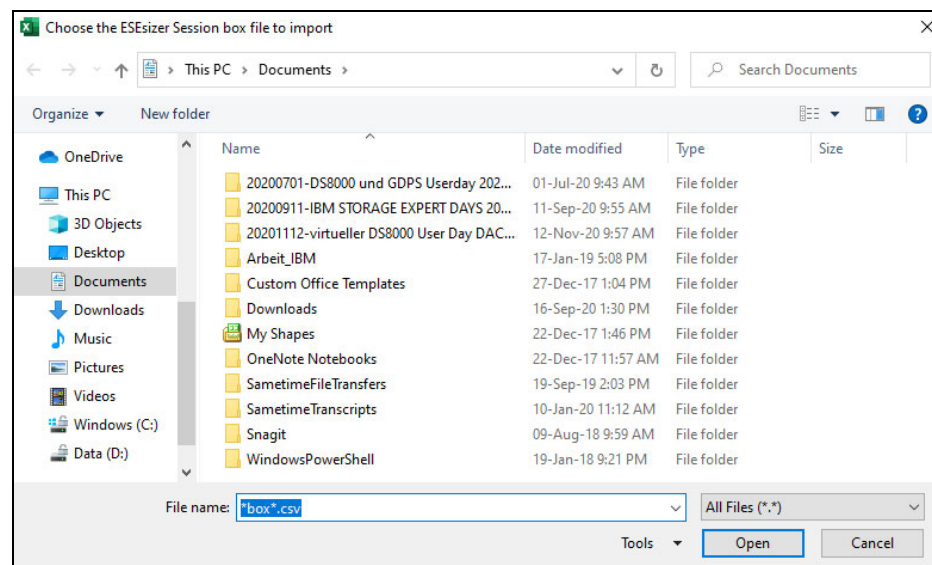 Choose the ESEsizer Session box file to import
This PC > Documents >
Search Documents
Organize
New folder
Name Date modified Type Size
OneDrive
This PC
3D Objects
Desktop
Documents
Downloads
Music
Pictures
Videos
Windows (C:)
Data (D:)
20200701-DS8000 und GDPS Userday 202... 01-Jul-20 9:43 AM File folder
20200911-IBM STORAGE EXPERT DAYS 20... 11-Sep-20 9:55 AM File folder
20201112-virtueller DS8000 User Day DAC... 12-Nov-20 9:57 AM File folder
Arbeit_IBM 17-Jan-19 5:08 PM File folder
Custom Office Templates 27-Dec-17 1:04 PM File folder
Downloads 16-Sep-20 1:30 PM File folder
My Shapes 22-Dec-17 1:46 PM File folder
OneNote Notebooks 22-Dec-17 11:57 AM File folder
SametimeFileTransfers 19-Sep-19 2:03 PM File folder
SametimeTranscripts 10-Jan-20 11:12 AM File folder
Snagit 09-Aug-18 9:59 AM File folder
WindowsPowerShell 19-Jan-18 9:21 PM File folder
File name: *box*.csv All Files (*.*)
Tools Open Cancel